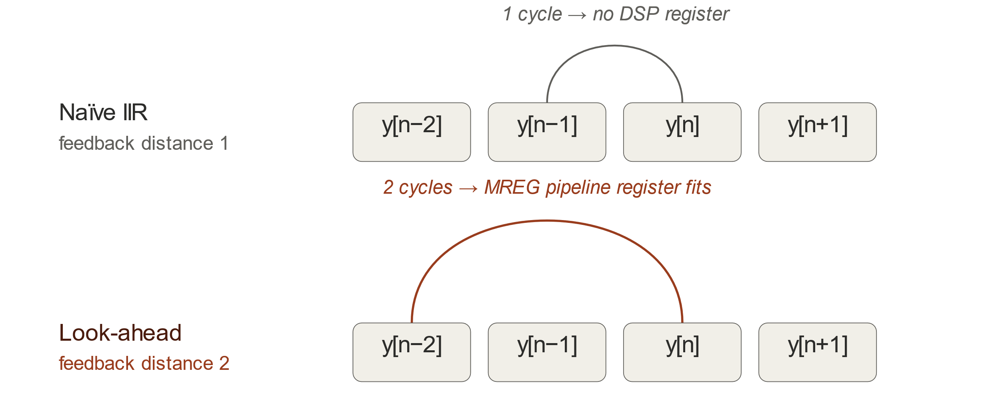 1 cycle → no DSP register
Naïve IIR
feedback distance 1
y[n−2] y[n−1] y[n] y[n+1]
2 cycles → MREG pipeline register fits
Look-ahead
feedback distance 2
y[n−2] y[n−1] y[n] y[n+1]